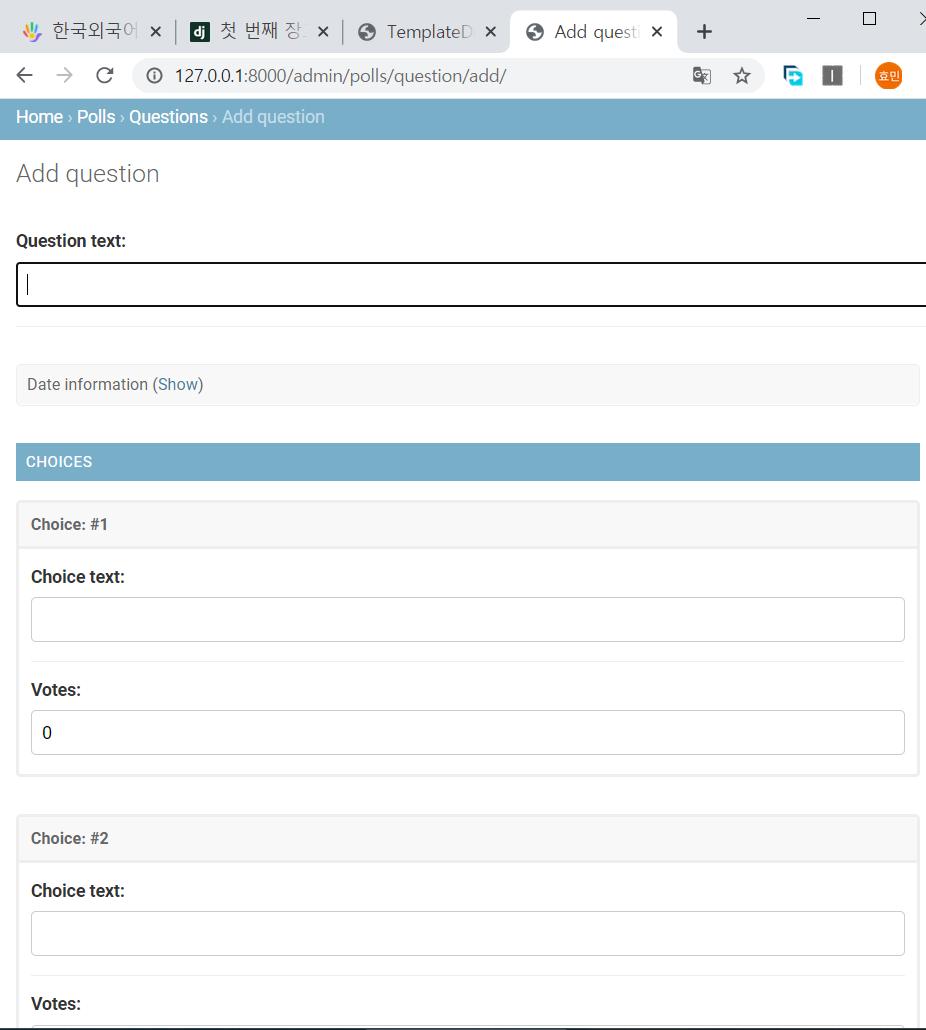 한국외국어
dj
첫 번째 장
TemplateD
Add questi
127.0.0.1:8000/admin/polls/question/add/
효민
Home › Polls › Questions › Add question
Add question
Question text:
Date information (Show)
CHOICES
Choice: #1
Choice text:
Votes:
0
Choice: #2
Choice text:
Votes: